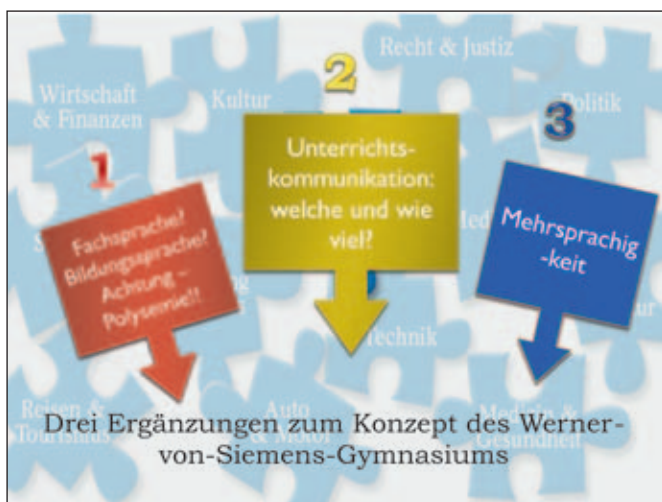 Recht & Justiz
Wirtschaft
& Finanzen
Kultur
Politik
1
2
3
Fachsprache?
Bildungssprache?
Achtung –
Polysemie!!
Unterrichts-
kommunikation:
welche und wie
viel?
Mehrsprachig
-keit
Technik
Reisen &
Tourismus
Auto
& Motor
Medizin &
Gesundheit
Drei Ergänzungen zum Konzept des Werner-
von-Siemens-Gymnasiums